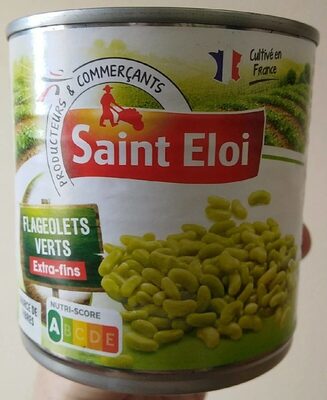 PRODUCTEURS & COMMERÇANTS
Cultivé en
France
Saint Eloi
FLAGEOLETS
VERTS
Extra-fins
NUTRI-SCORE
A B C D E